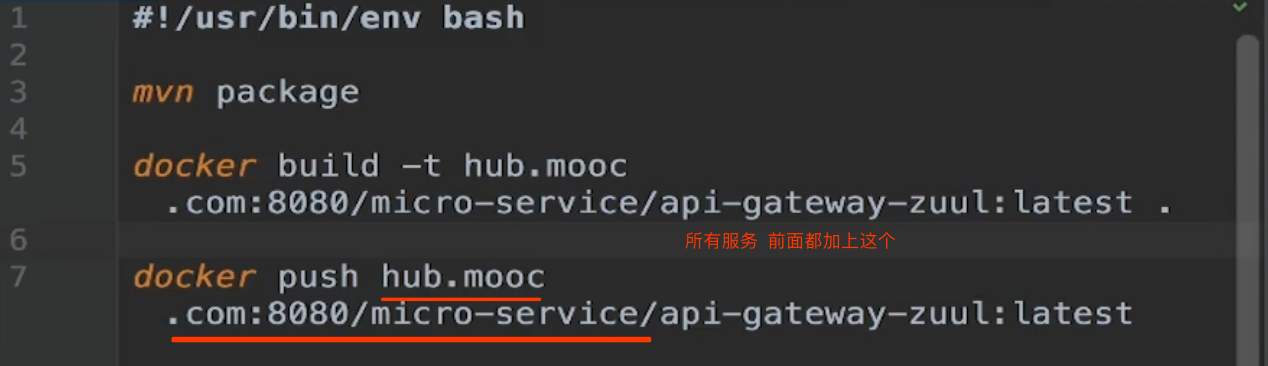 1 #!/usr/bin/env bash
2
3 mvn package
4
5 docker build -t hub.mooc
.com:8080/micro-service/api-gateway-zuul:latest .
6 所有服务 前面都加上这个
7 docker push hub.mooc
.com:8080/micro-service/api-gateway-zuul:latest